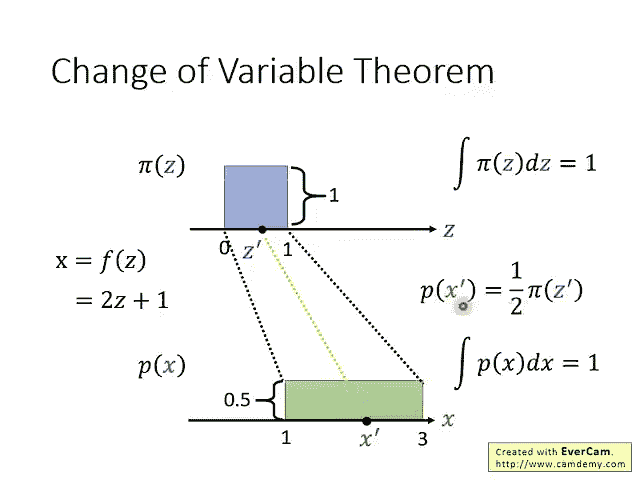 Change of Variable Theorem
π(z)
1
∫ π(z)dz = 1
0 z′ 1 z
x = f(z)
= 2z + 1
p(x′) = 1/2 π(z′)
p(x)
∫ p(x)dx = 1
0.5
1 x′ 3 x
Created with EverCam.
http://www.camdemy.com